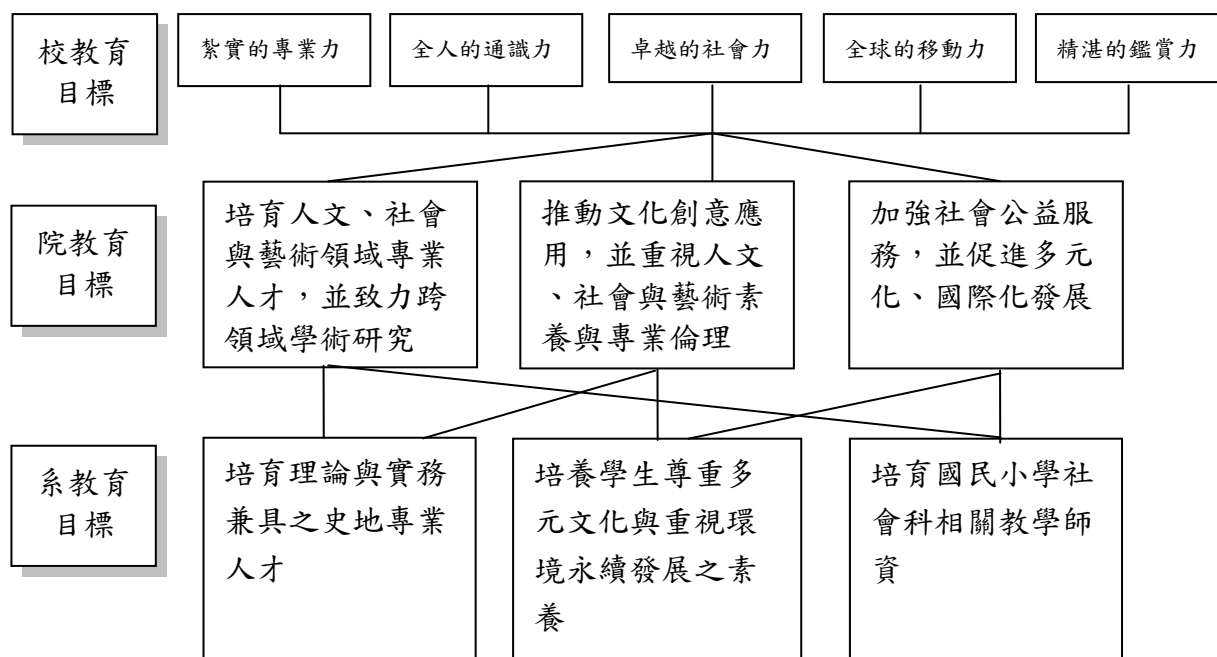 校教育
目標
紮實的專業力
全人的通識力
卓越的社會力
全球的移動力
精湛的鑑賞力
院教育
目標
培育人文、社會
與藝術領域專業
人才，並致力跨
領域學術研究
推動文化創意應
用，並重視人文
、社會與藝術素
養與專業倫理
加強社會公益服
務，並促進多元
化、國際化發展
系教育
目標
培育理論與實務
兼具之史地專業
人才
培養學生尊重多
元文化與重視環
境永續發展之素
養
培育國民小學社
會科相關教學師
資